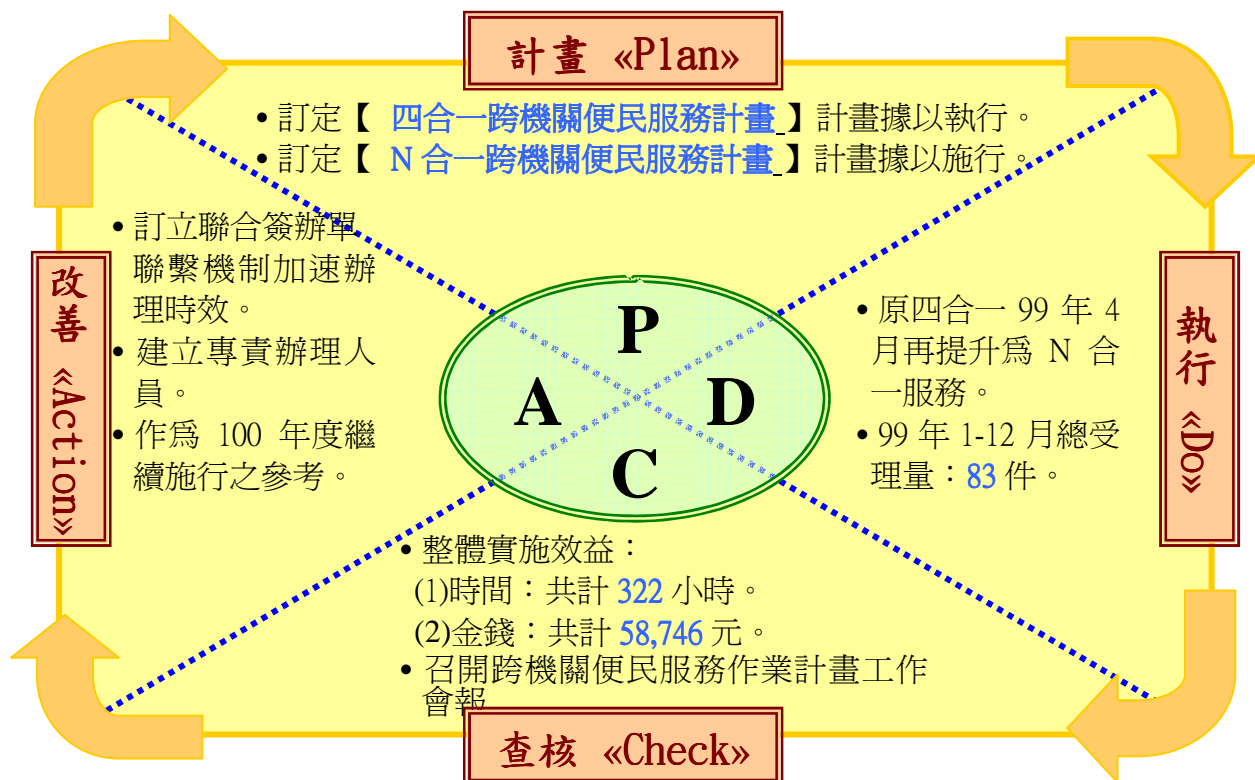 計畫 «Plan»
• 訂定【 四合一跨機關便民服務計畫 】計畫據以執行。
• 訂定【 N 合一跨機關便民服務計畫 】計畫據以施行。
改善 «Action»
• 訂立聯合簽辦單
聯繫機制加速辦
理時效。
• 建立專責辦理人
員。
• 作為 100 年度繼
續施行之參考。
P
A
D
C
• 原四合一 99 年 4
月再提升為 N 合
一服務。
• 99 年 1-12 月總受
理量：83 件。
執行 «Do»
• 整體實施效益：
(1)時間：共計 322 小時。
(2)金錢：共計 58,746 元。
• 召開跨機關便民服務作業計畫工作
會報
查核 «Check»